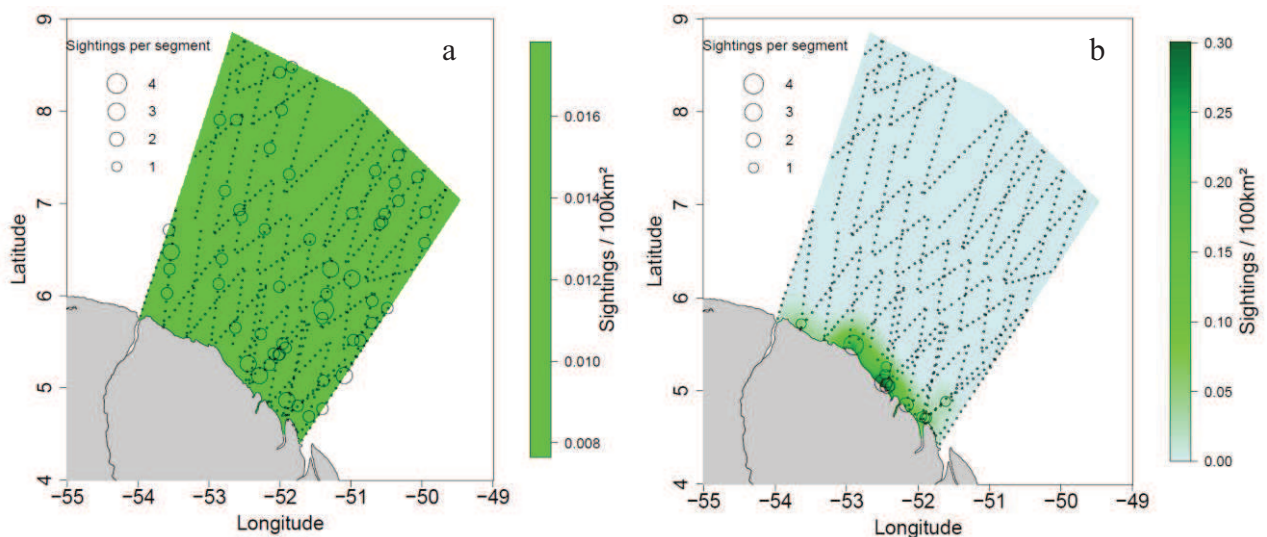 Sightings per segment
4
3
2
1
a
9
8
7
6
5
4
Latitude
−55 −54 −53 −52 −51 −50 −49
Longitude
0.016
0.014
0.012
0.010
0.008
Sightings / 100km²
Sightings per segment
4
3
2
1
b
9
8
7
6
5
4
Latitude
−55 −54 −53 −52 −51 −50 −49
Longitude
0.30
0.25
0.20
0.15
0.10
0.05
0.00
Sightings / 100km²